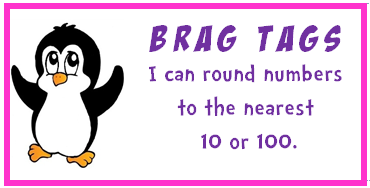 BRAG TAGS
I can round numbers
to the nearest
10 or 100.